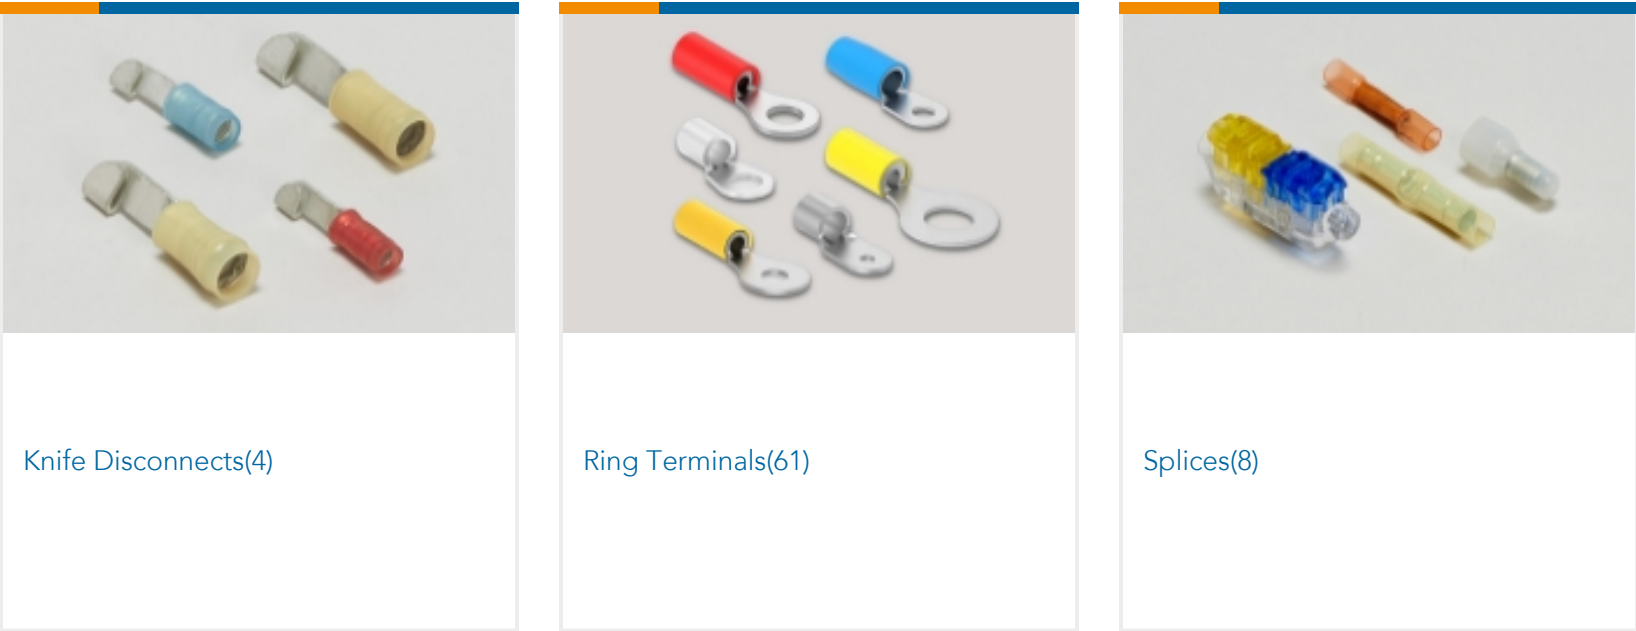 Knife Disconnects(4)
Ring Terminals(61)
Splices(8)